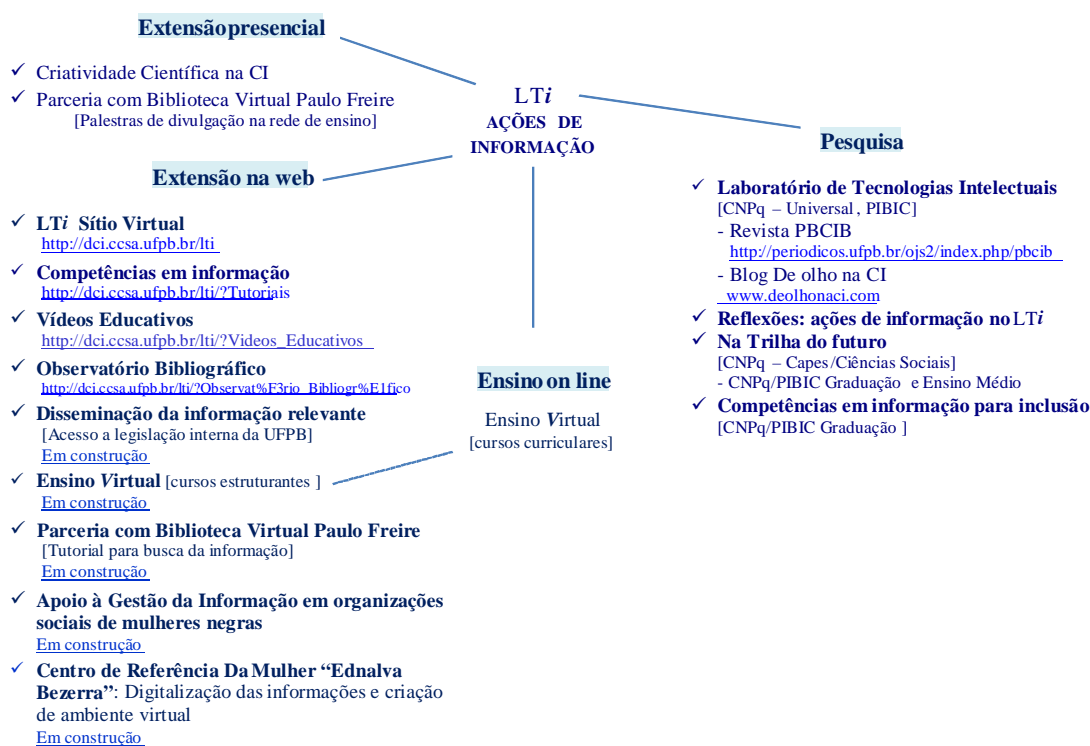 Extensão presencial
✓ Criatividade Científica na CI
✓ Parceria com Biblioteca Virtual Paulo Freire
[Palestras de divulgação na rede de ensino]
LTi
AÇÕES DE
INFORMAÇÃO
Extensão na web
✓ LTi Sítio Virtual
http://dci.ccsa.ufpb.br/lti
✓ Competências em informação
http://dci.ccsa.ufpb.br/lti/?Tutoriais
✓ Vídeos Educativos
http://dci.ccsa.ufpb.br/lti/?Videos_Educativos
✓ Observatório Bibliográfico
http://dci.ccsa.ufpb.br/lti/?Observat%F3rio_Bibliogr%E1fico
✓ Disseminação da informação relevante
[Acesso a legislação interna da UFPB]
Em construção
✓ Ensino Virtual [cursos estruturantes ]
Em construção
✓ Parceria com Biblioteca Virtual Paulo Freire
[Tutorial para busca da informação]
Em construção
✓ Apoio à Gestão da Informação em organizações
sociais de mulheres negras
Em construção
✓ Centro de Referência Da Mulher “Ednalva
Bezerra”: Digitalização das informações e criação
de ambiente virtual
Em construção
Ensino on line
Ensino Virtual
[cursos curriculares]
Pesquisa
✓ Laboratório de Tecnologias Intelectuais
[CNPq – Universal, PIBIC]
- Revista PBCIB
http://periodicos.ufpb.br/ojs2/index.php/pbcib
- Blog De olho na CI
www.deolhonaci.com
✓ Reflexões: ações de informação no LTi
✓ Na Trilha do futuro
[CNPq – Capes/Ciências Sociais]
- CNPq/PIBIC Graduação e Ensino Médio
✓ Competências em informação para inclusão
[CNPq/PIBIC Graduação ]